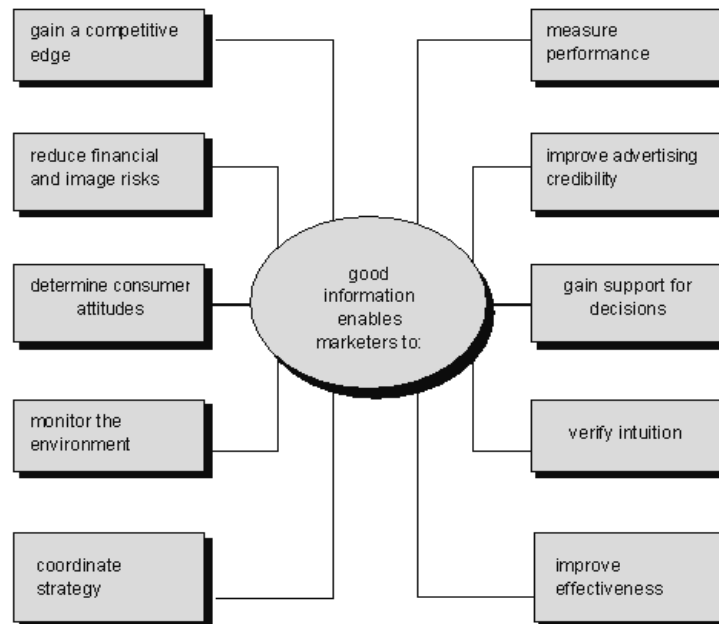 gain a competitive
edge
reduce financial
and image risks
determine consumer
attitudes
monitor the
environment
coordinate
strategy
good
information
enables
marketers to:
measure
performance
improve advertising
credibility
gain support for
decisions
verify intuition
improve
effectiveness